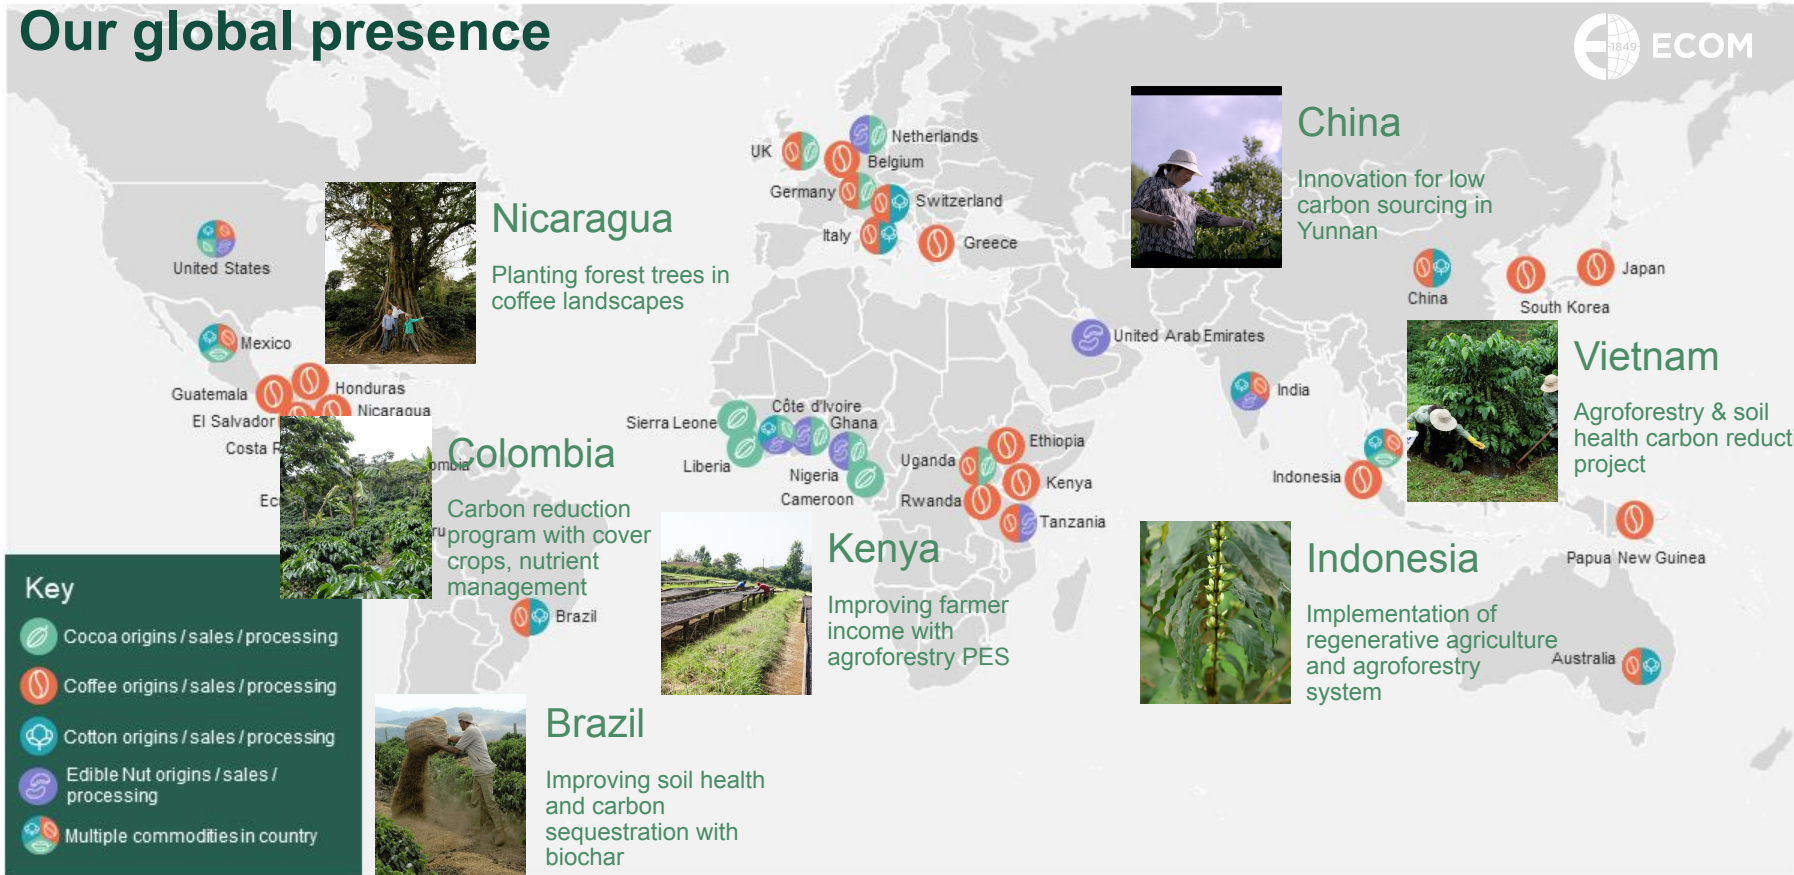 Our global presence
1849
ECOM
China
Innovation for low
carbon sourcing in
Yunnan
Nicaragua
Planting forest trees in
coffee landscapes
UK
Netherlands
Belgium
Germany
Switzerland
Italy
Greece
United States
Mexico
Guatemala
Honduras
El Salvador
Nicaragua
Costa R
Ec
ombia
ru
Colombia
Carbon reduction
program with cover
crops, nutrient
management
Sierra Leone
Côte d'Ivoire
Ghana
Liberia
Nigeria
Cameroon
Uganda
Ethiopia
Kenya
Rwanda
Tanzania
United Arab Emirates
India
China
South Korea
Japan
Indonesia
Vietnam
Agroforestry & soil
health carbon reducti
project
Papua New Guinea
Australia
Kenya
Improving farmer
income with
agroforestry PES
Indonesia
Implementation of
regenerative agriculture
and agroforestry
system
Brazil
Brazil
Improving soil health
and carbon
sequestration with
biochar
Key
Cocoa origins / sales / processing
Coffee origins / sales / processing
Cotton origins / sales / processing
Edible Nut origins / sales /
processing
Multiple commodities in country